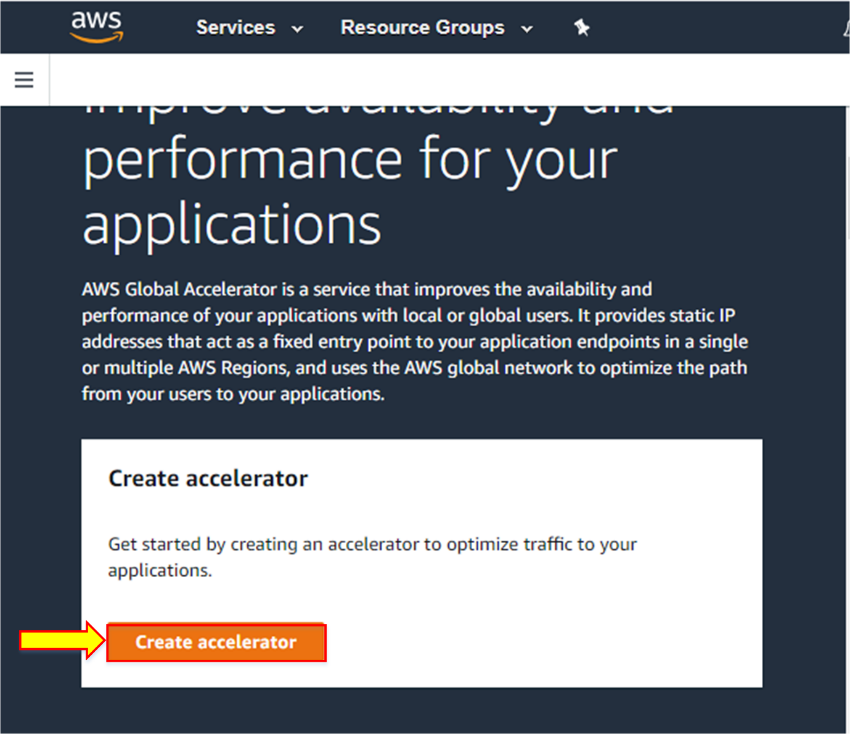 aws
Services
Resource Groups
Improve availability and
performance for your
applications
AWS Global Accelerator is a service that improves the availability and
performance of your applications with local or global users. It provides static IP
addresses that act as a fixed entry point to your application endpoints in a single
or multiple AWS Regions, and uses the AWS global network to optimize the path
from your users to your applications.
Create accelerator
Get started by creating an accelerator to optimize traffic to your
applications.
Create accelerator